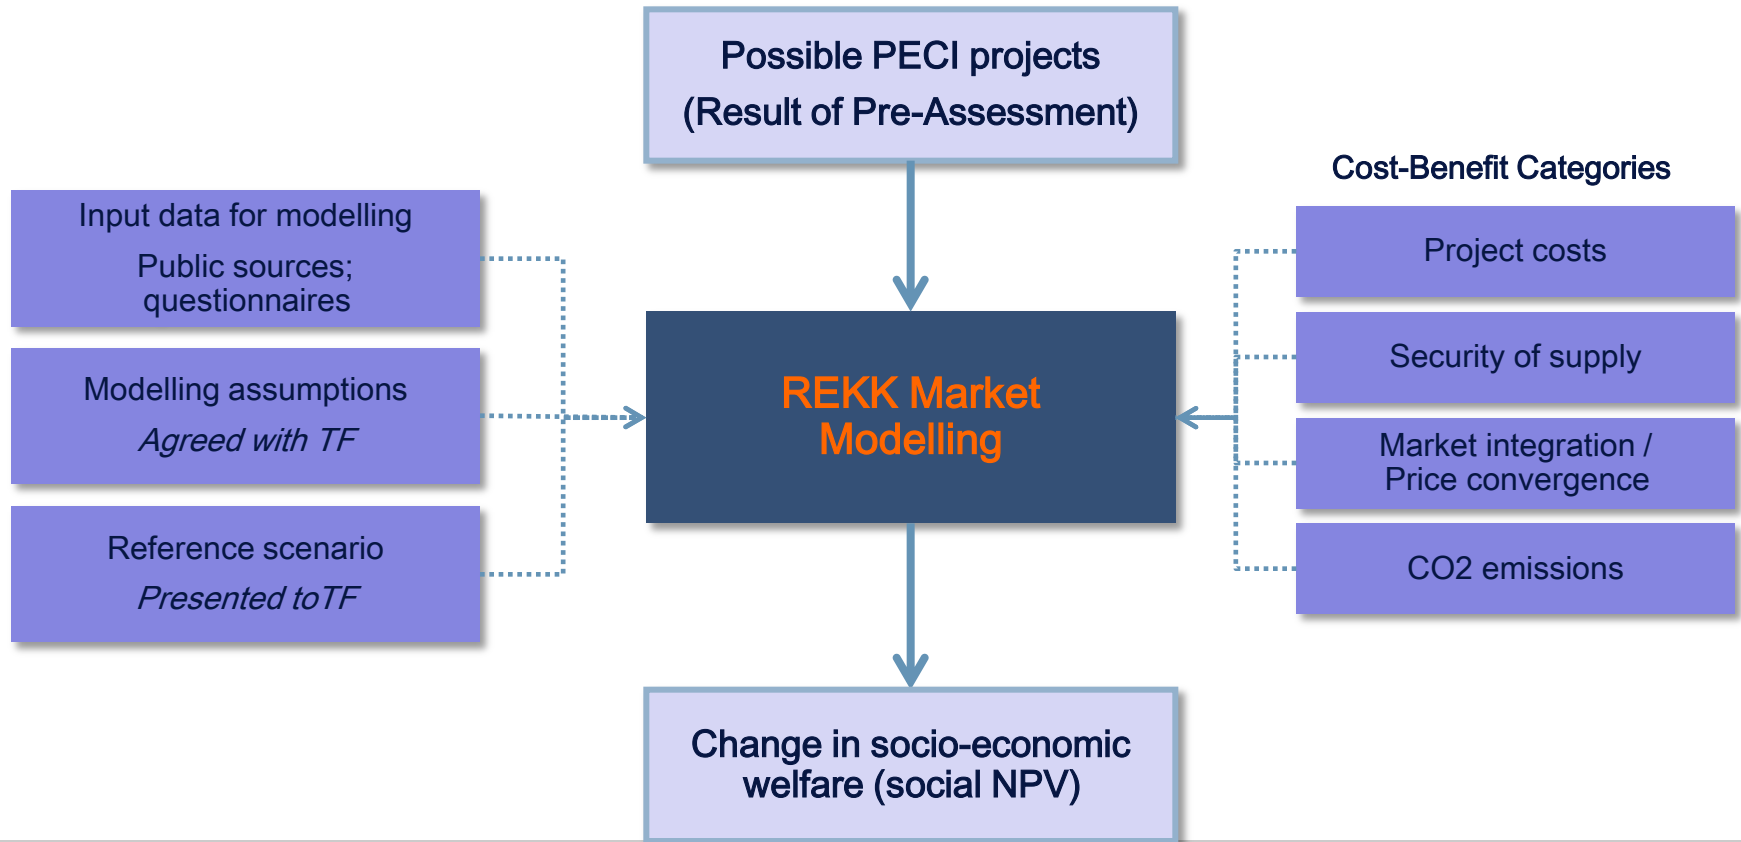 Possible PECI projects
(Result of Pre-Assessment)
Input data for modelling
Public sources;
questionnaires
Modelling assumptions
Agreed with TF
Reference scenario
Presented toTF
REKK Market
Modelling
Cost-Benefit Categories
Project costs
Security of supply
Market integration /
Price convergence
CO2 emissions
Change in socio-economic
welfare (social NPV)